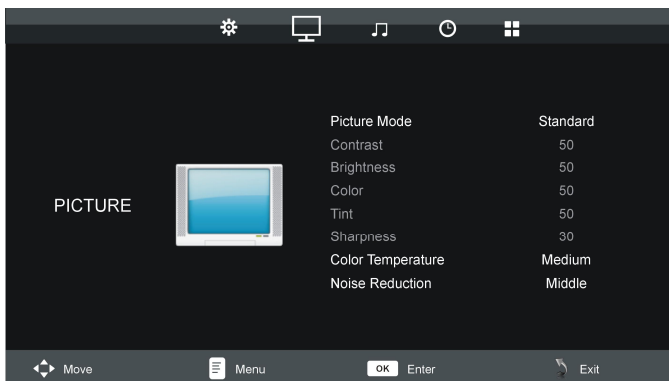 Picture Mode Standard
Contrast 50
Brightness 50
Color 50
PICTURE
Tint 50
Sharpness 30
Color Temperature Medium
Noise Reduction Middle
Move Menu OK Enter Exit